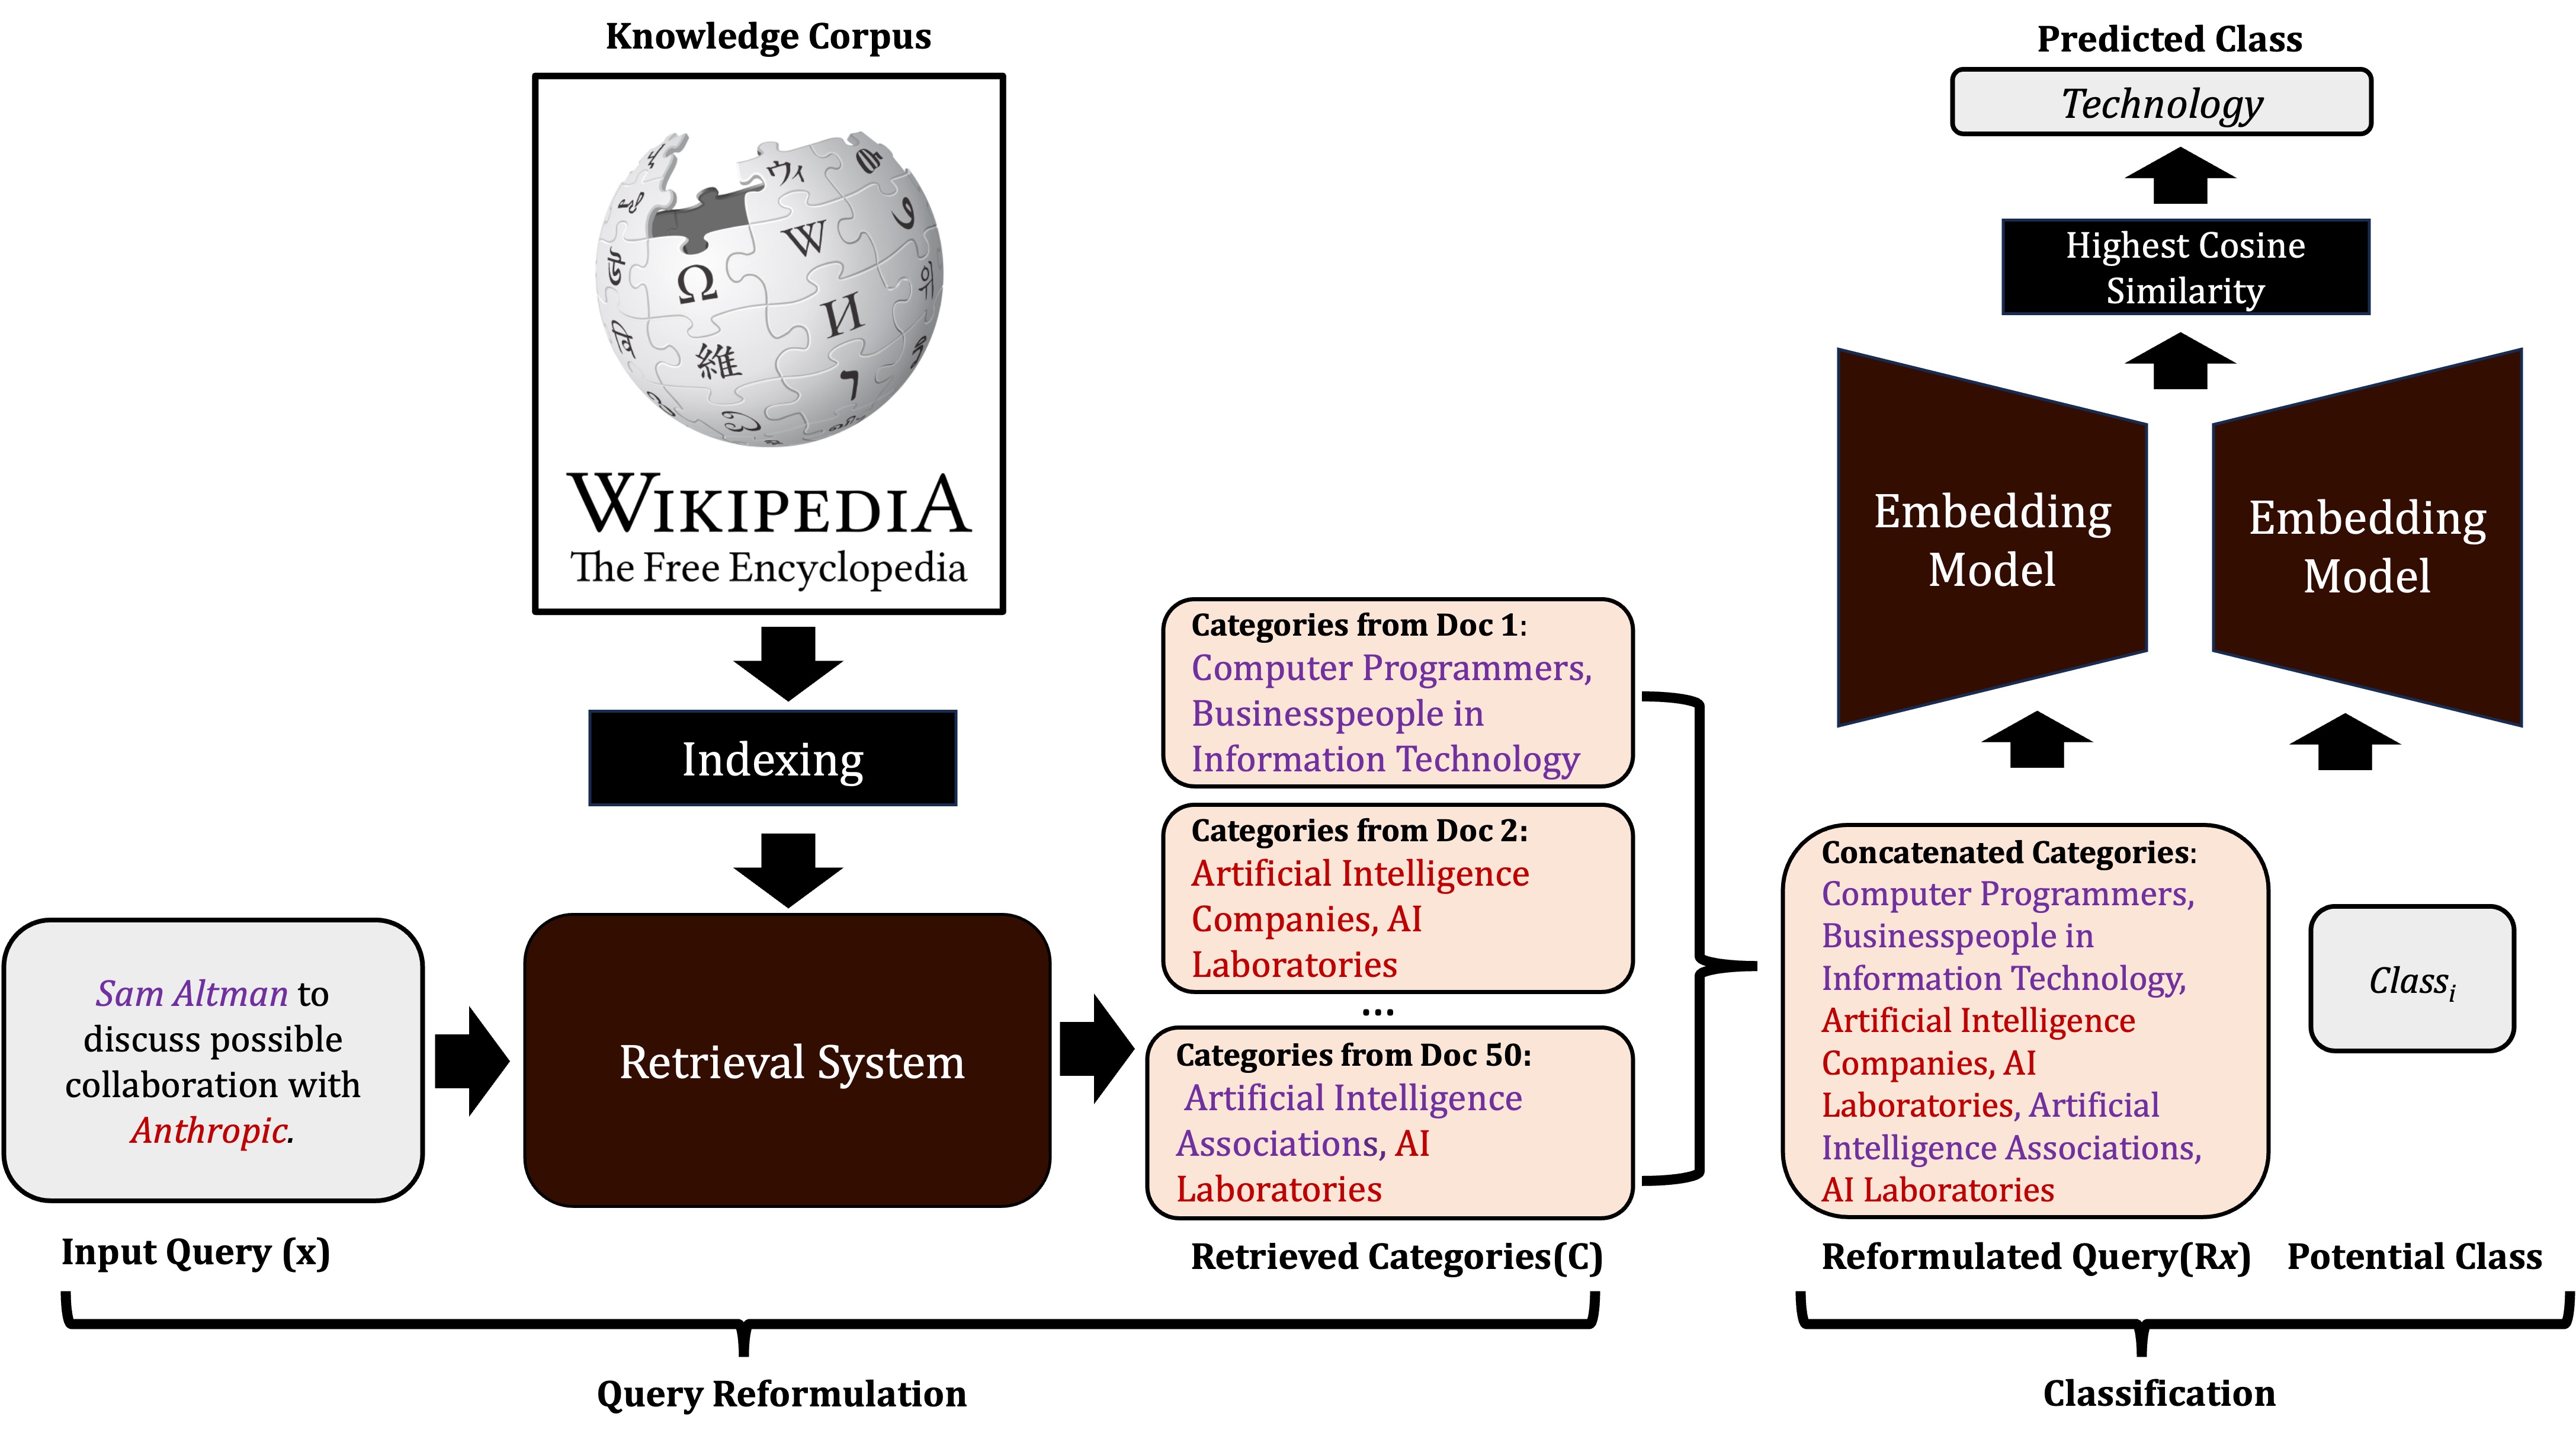 Knowledge Corpus
Ω
W
И
ウィ
維
WIKIPEDIA
The Free Encyclopedia
Indexing
Sam Altman to
discuss possible
collaboration with
Anthropic.
Input Query (x)
Retrieval System
Categories from Doc 1:
Computer Programmers,
Businesspeople in
Information Technology
Categories from Doc 2:
Artificial Intelligence
Companies, AI
Laboratories
...
Categories from Doc 50:
Artificial Intelligence
Associations, AI
Laboratories
Retrieved Categories(C)
Query Reformulation
Predicted Class
Technology
Highest Cosine
Similarity
Embedding
Model
Embedding
Model
Concatenated Categories:
Computer Programmers,
Businesspeople in
Information Technology,
Artificial Intelligence
Companies, AI
Laboratories, Artificial
Intelligence Associations,
AI Laboratories
Classi
Reformulated Query(Rx)
Potential Class
Classification